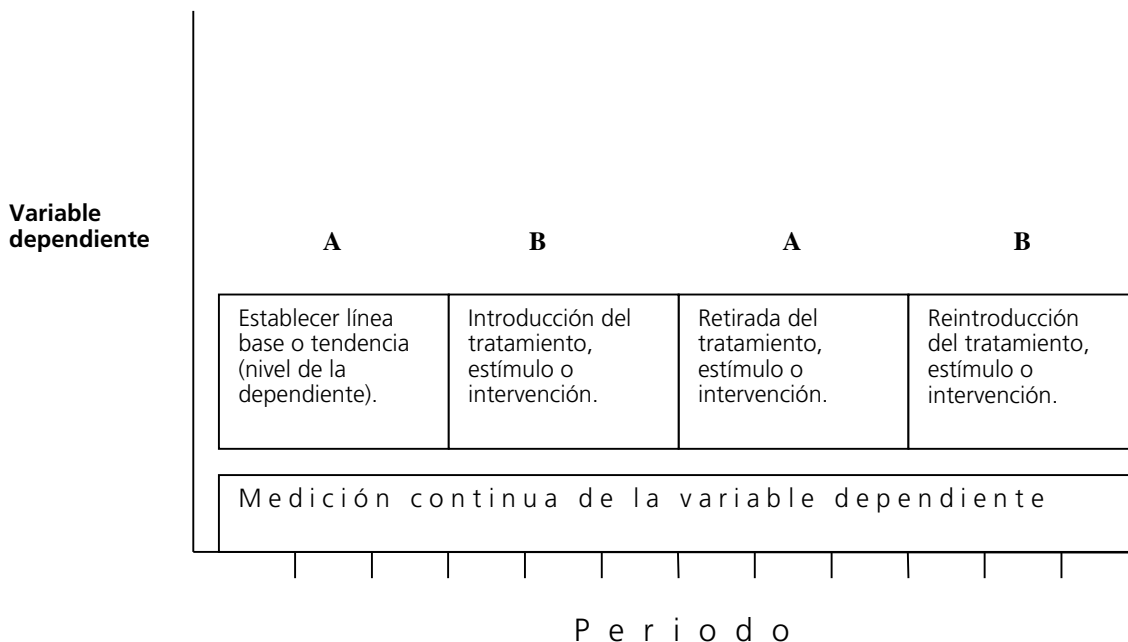 Variable
dependiente
A
B
A
B
Establecer línea
base o tendencia
(nivel de la
dependiente).
Introducción del
tratamiento,
estímulo o
intervención.
Retirada del
tratamiento,
estímulo o
intervención.
Reintroducción
del tratamiento,
estímulo o
intervención.
Medición continua de la variable dependiente
Periodo